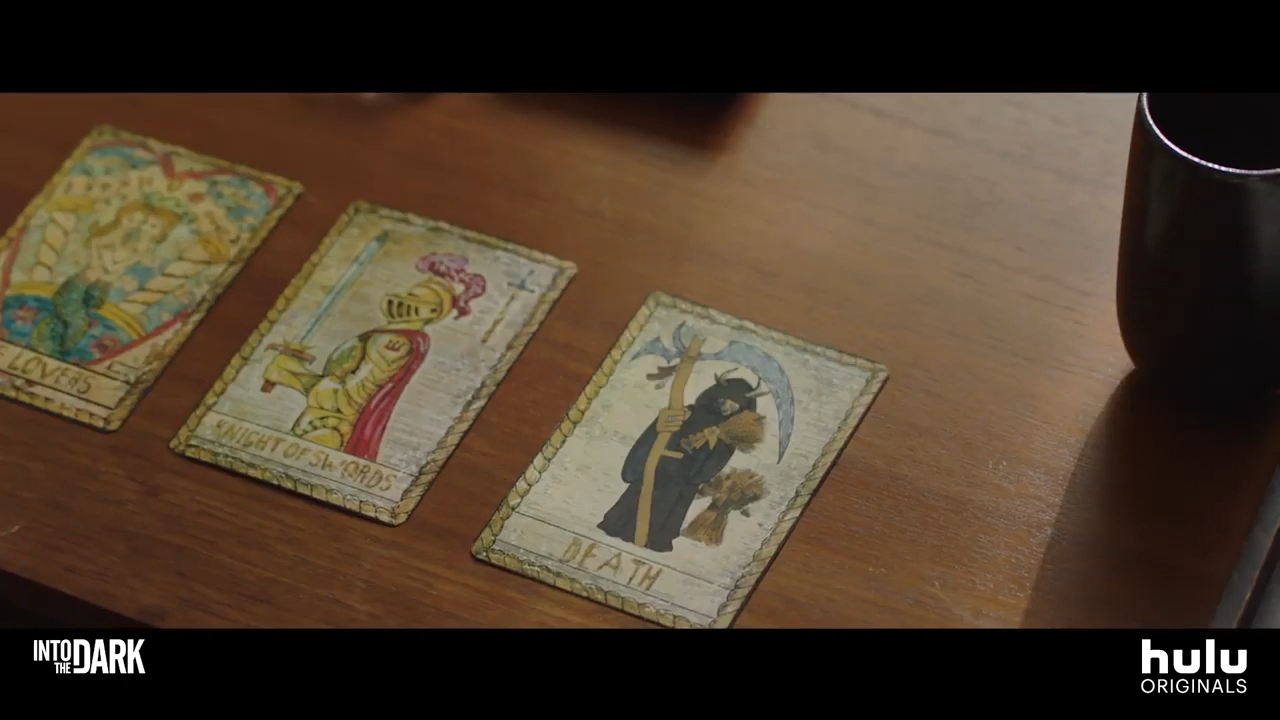 LOVERS
KNIGHT OF SWORDS
DEATH
INTO
THE DARK
hulu
ORIGINALS